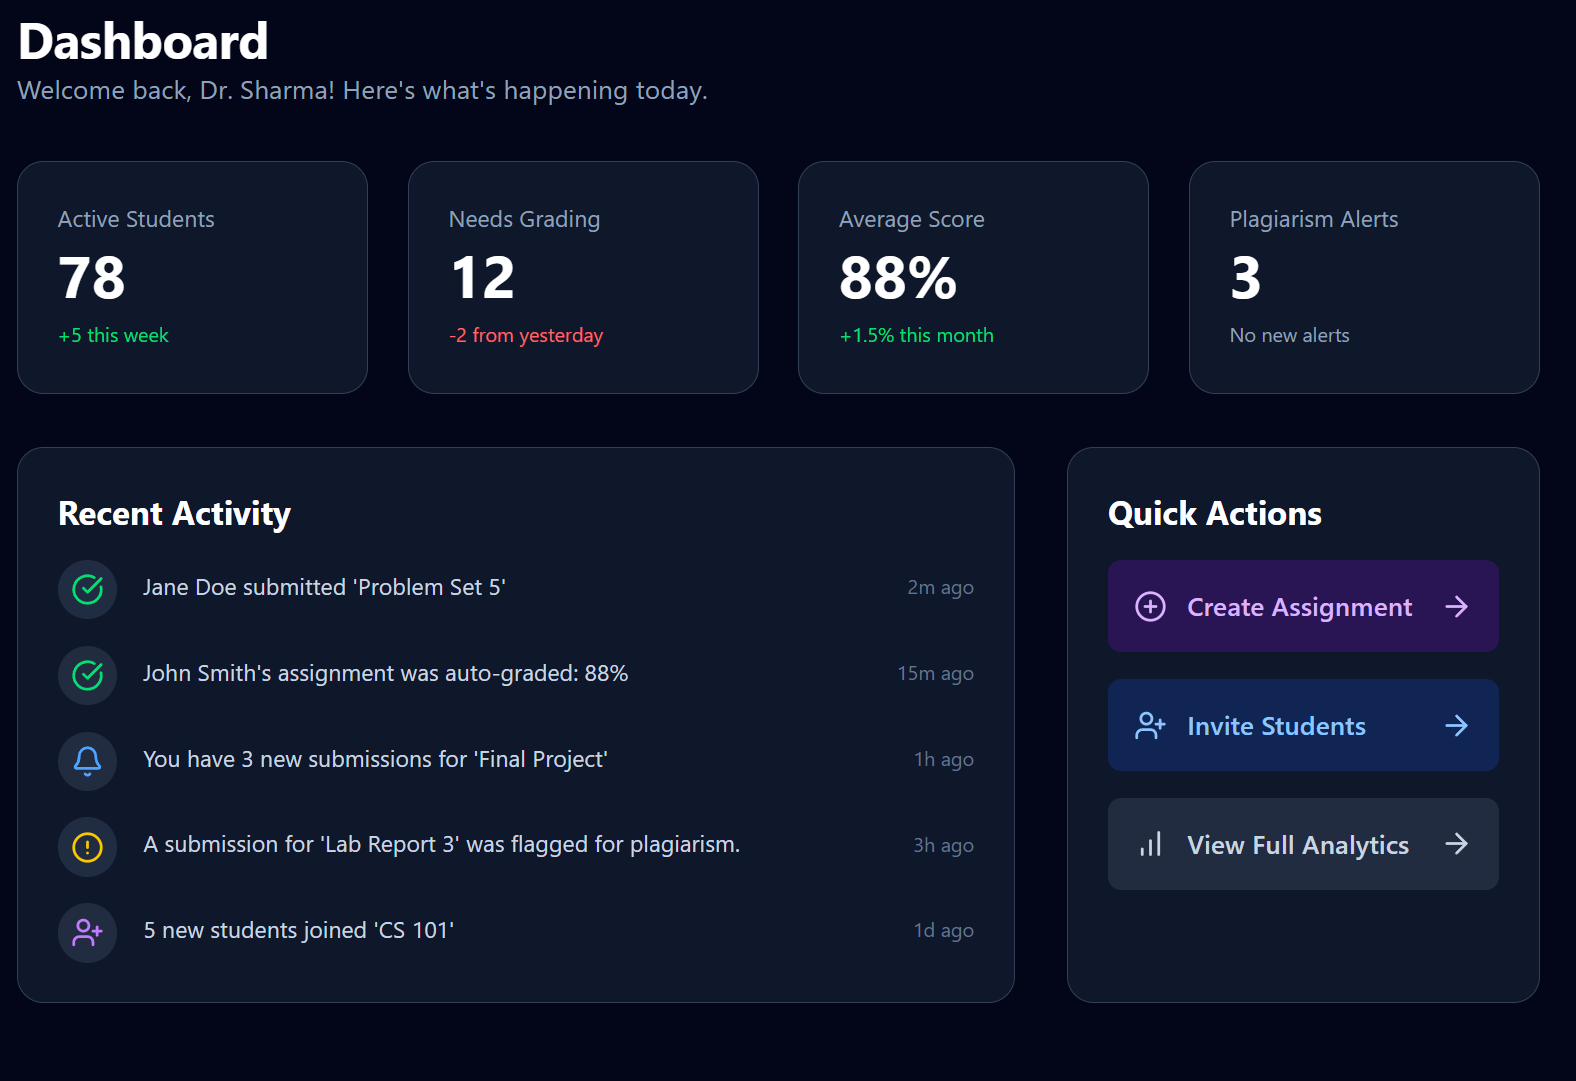 Dashboard
Welcome back, Dr. Sharma! Here's what's happening today.
Active Students
78
+5 this week
Needs Grading
12
-2 from yesterday
Average Score
88%
+1.5% this month
Plagiarism Alerts
3
No new alerts
Recent Activity
Jane Doe submitted 'Problem Set 5'
2m ago
John Smith's assignment was auto-graded: 88%
15m ago
You have 3 new submissions for 'Final Project'
1h ago
A submission for 'Lab Report 3' was flagged for plagiarism.
3h ago
5 new students joined 'CS 101'
1d ago
Quick Actions
Create Assignment
Invite Students
View Full Analytics